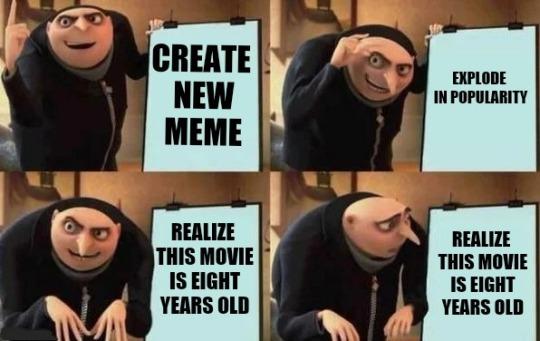 CREATE
NEW
MEME
EXPLODE
IN POPULARITY
REALIZE
THIS MOVIE
IS EIGHT
YEARS OLD
REALIZE
THIS MOVIE
IS EIGHT
YEARS OLD